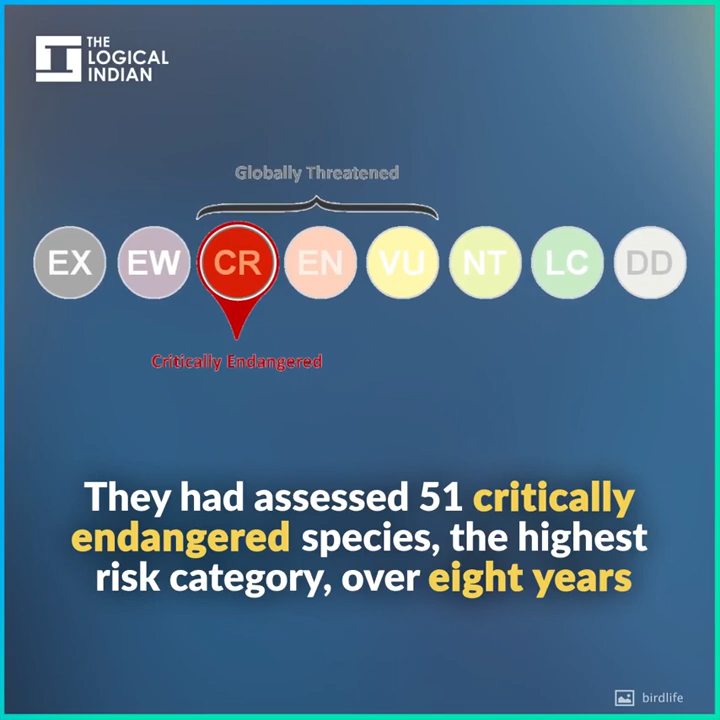 THE
LOGICAL
INDIAN
Globally Threatened
EX EW CR EN VU NT LC DD
Critically Endangered
They had assessed 51 critically
endangered species, the highest
risk category, over eight years
birdlife